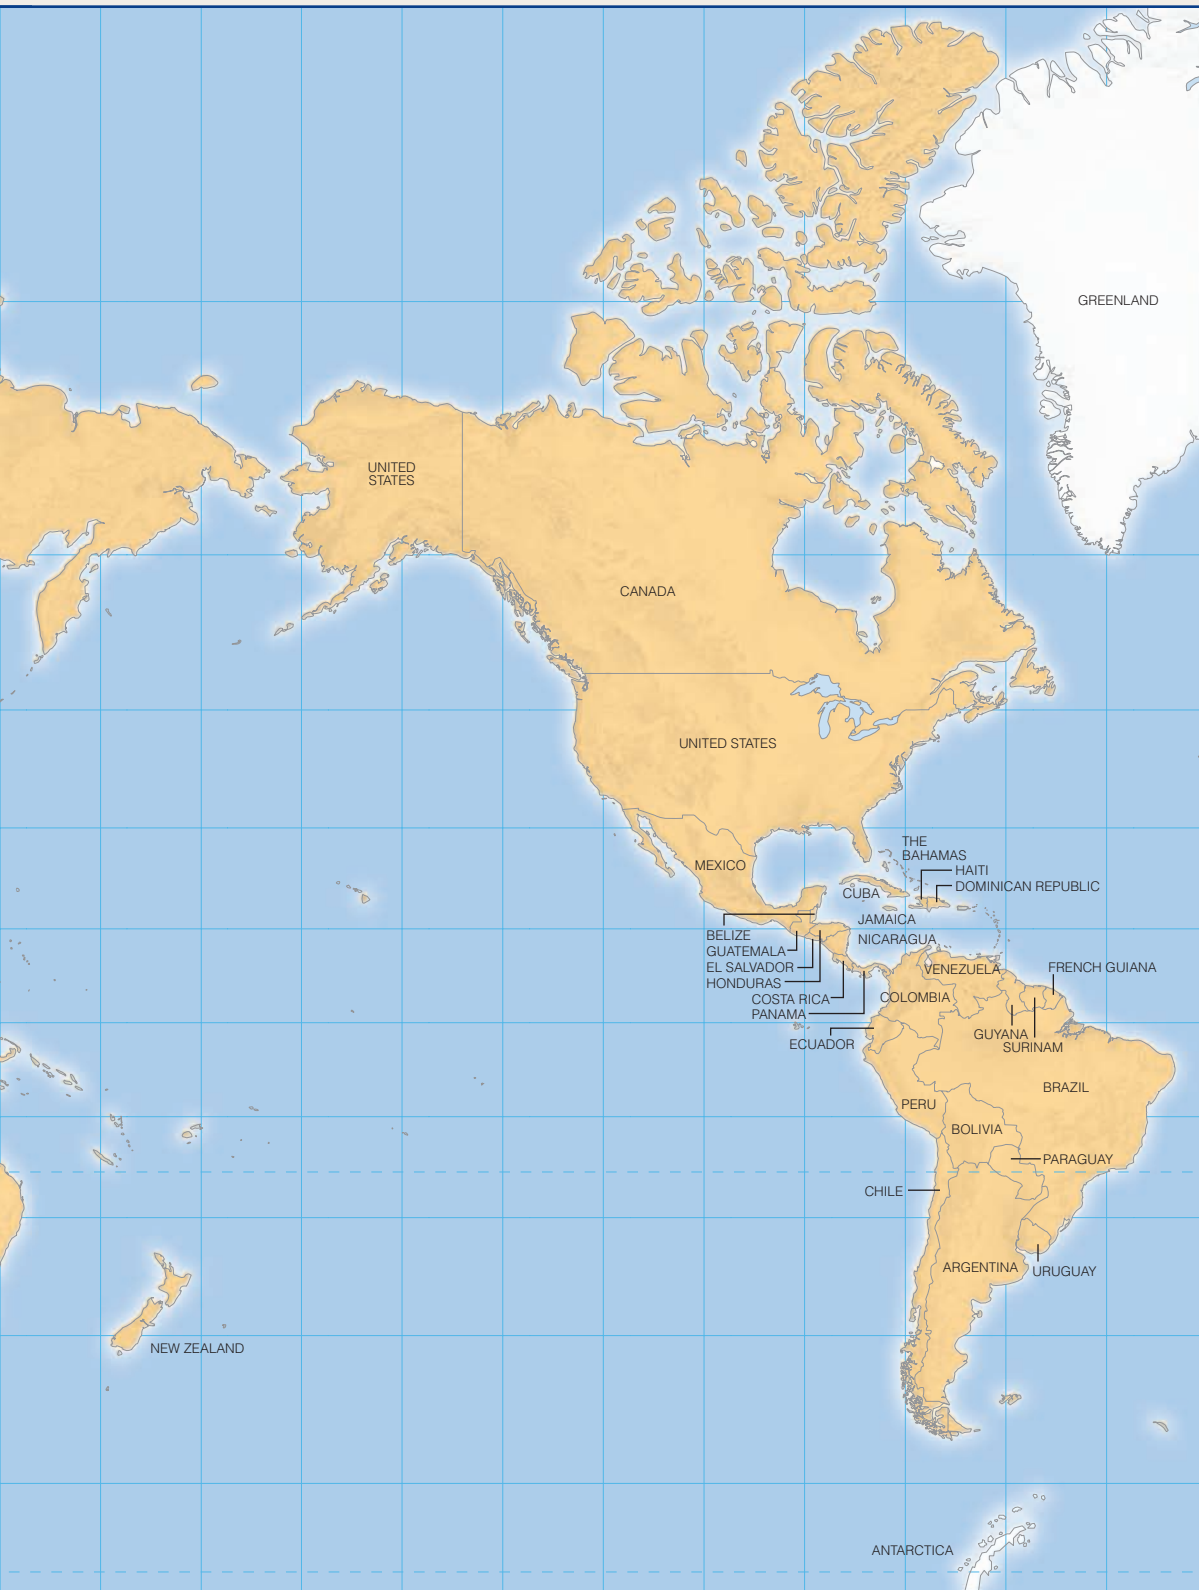 GREENLAND
UNITED
STATES
CANADA
UNITED STATES
THE
BAHAMAS
MEXICO
HAITI
DOMINICAN REPUBLIC
CUBA
JAMAICA
BELIZE
NICARAGUA
GUATEMALA
EL SALVADOR
VENEZUELA
FRENCH GUIANA
HONDURAS
COSTA RICA
COLOMBIA
PANAMA
GUYANA
ECUADOR
SURINAM
BRAZIL
PERU
BOLIVIA
PARAGUAY
CHILE
ARGENTINA
URUGUAY
NEW ZEALAND
ANTARCTICA